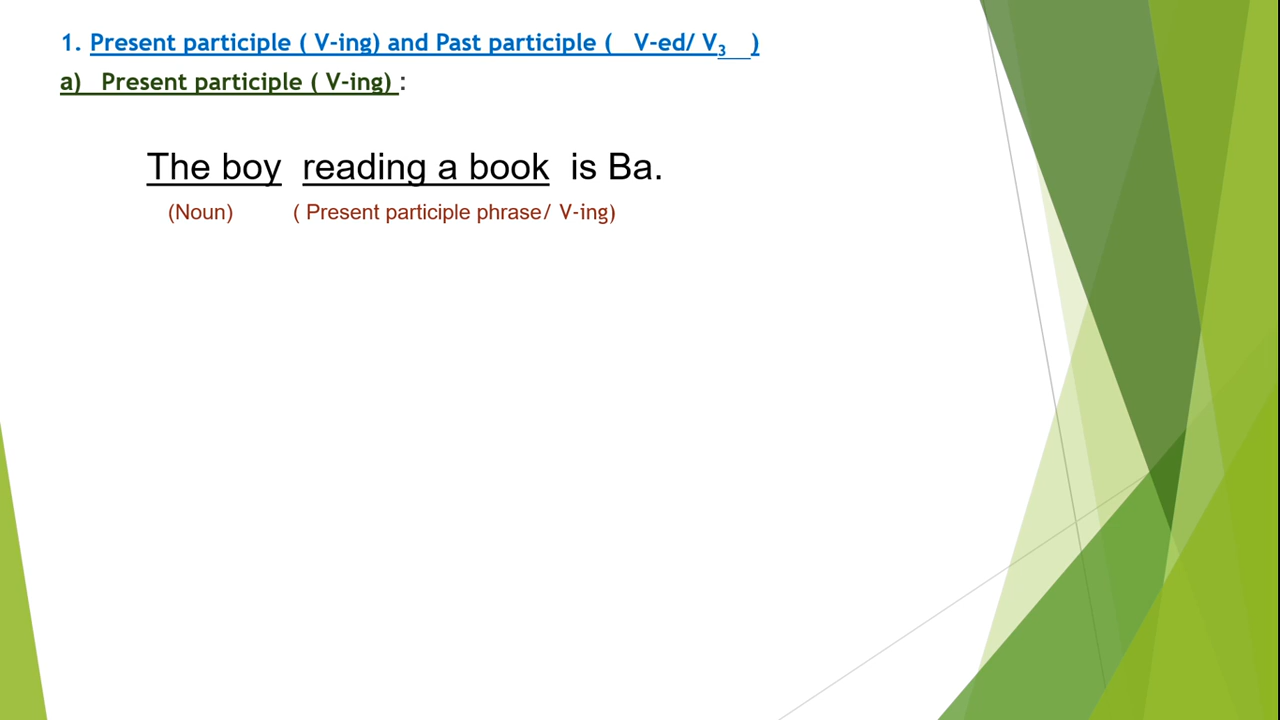 1. Present participle ( V-ing) and Past participle ( V-ed/ V3 )
a) Present participle ( V-ing) :
The boy reading a book is Ba.
(Noun) ( Present participle phrase/ V-ing)